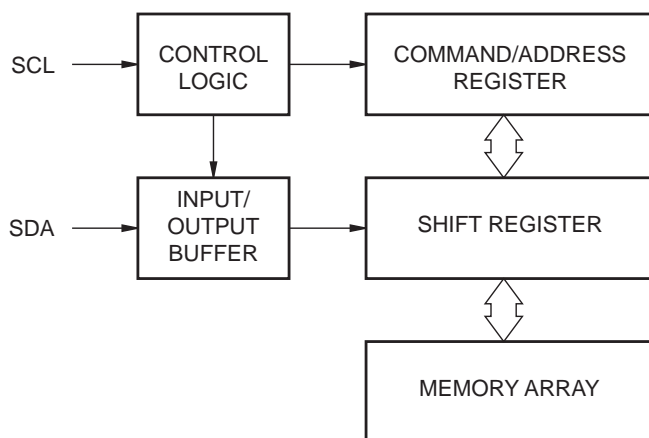 SCL
CONTROL
LOGIC
COMMAND/ADDRESS
REGISTER
SDA
INPUT/
OUTPUT
BUFFER
SHIFT REGISTER
MEMORY ARRAY